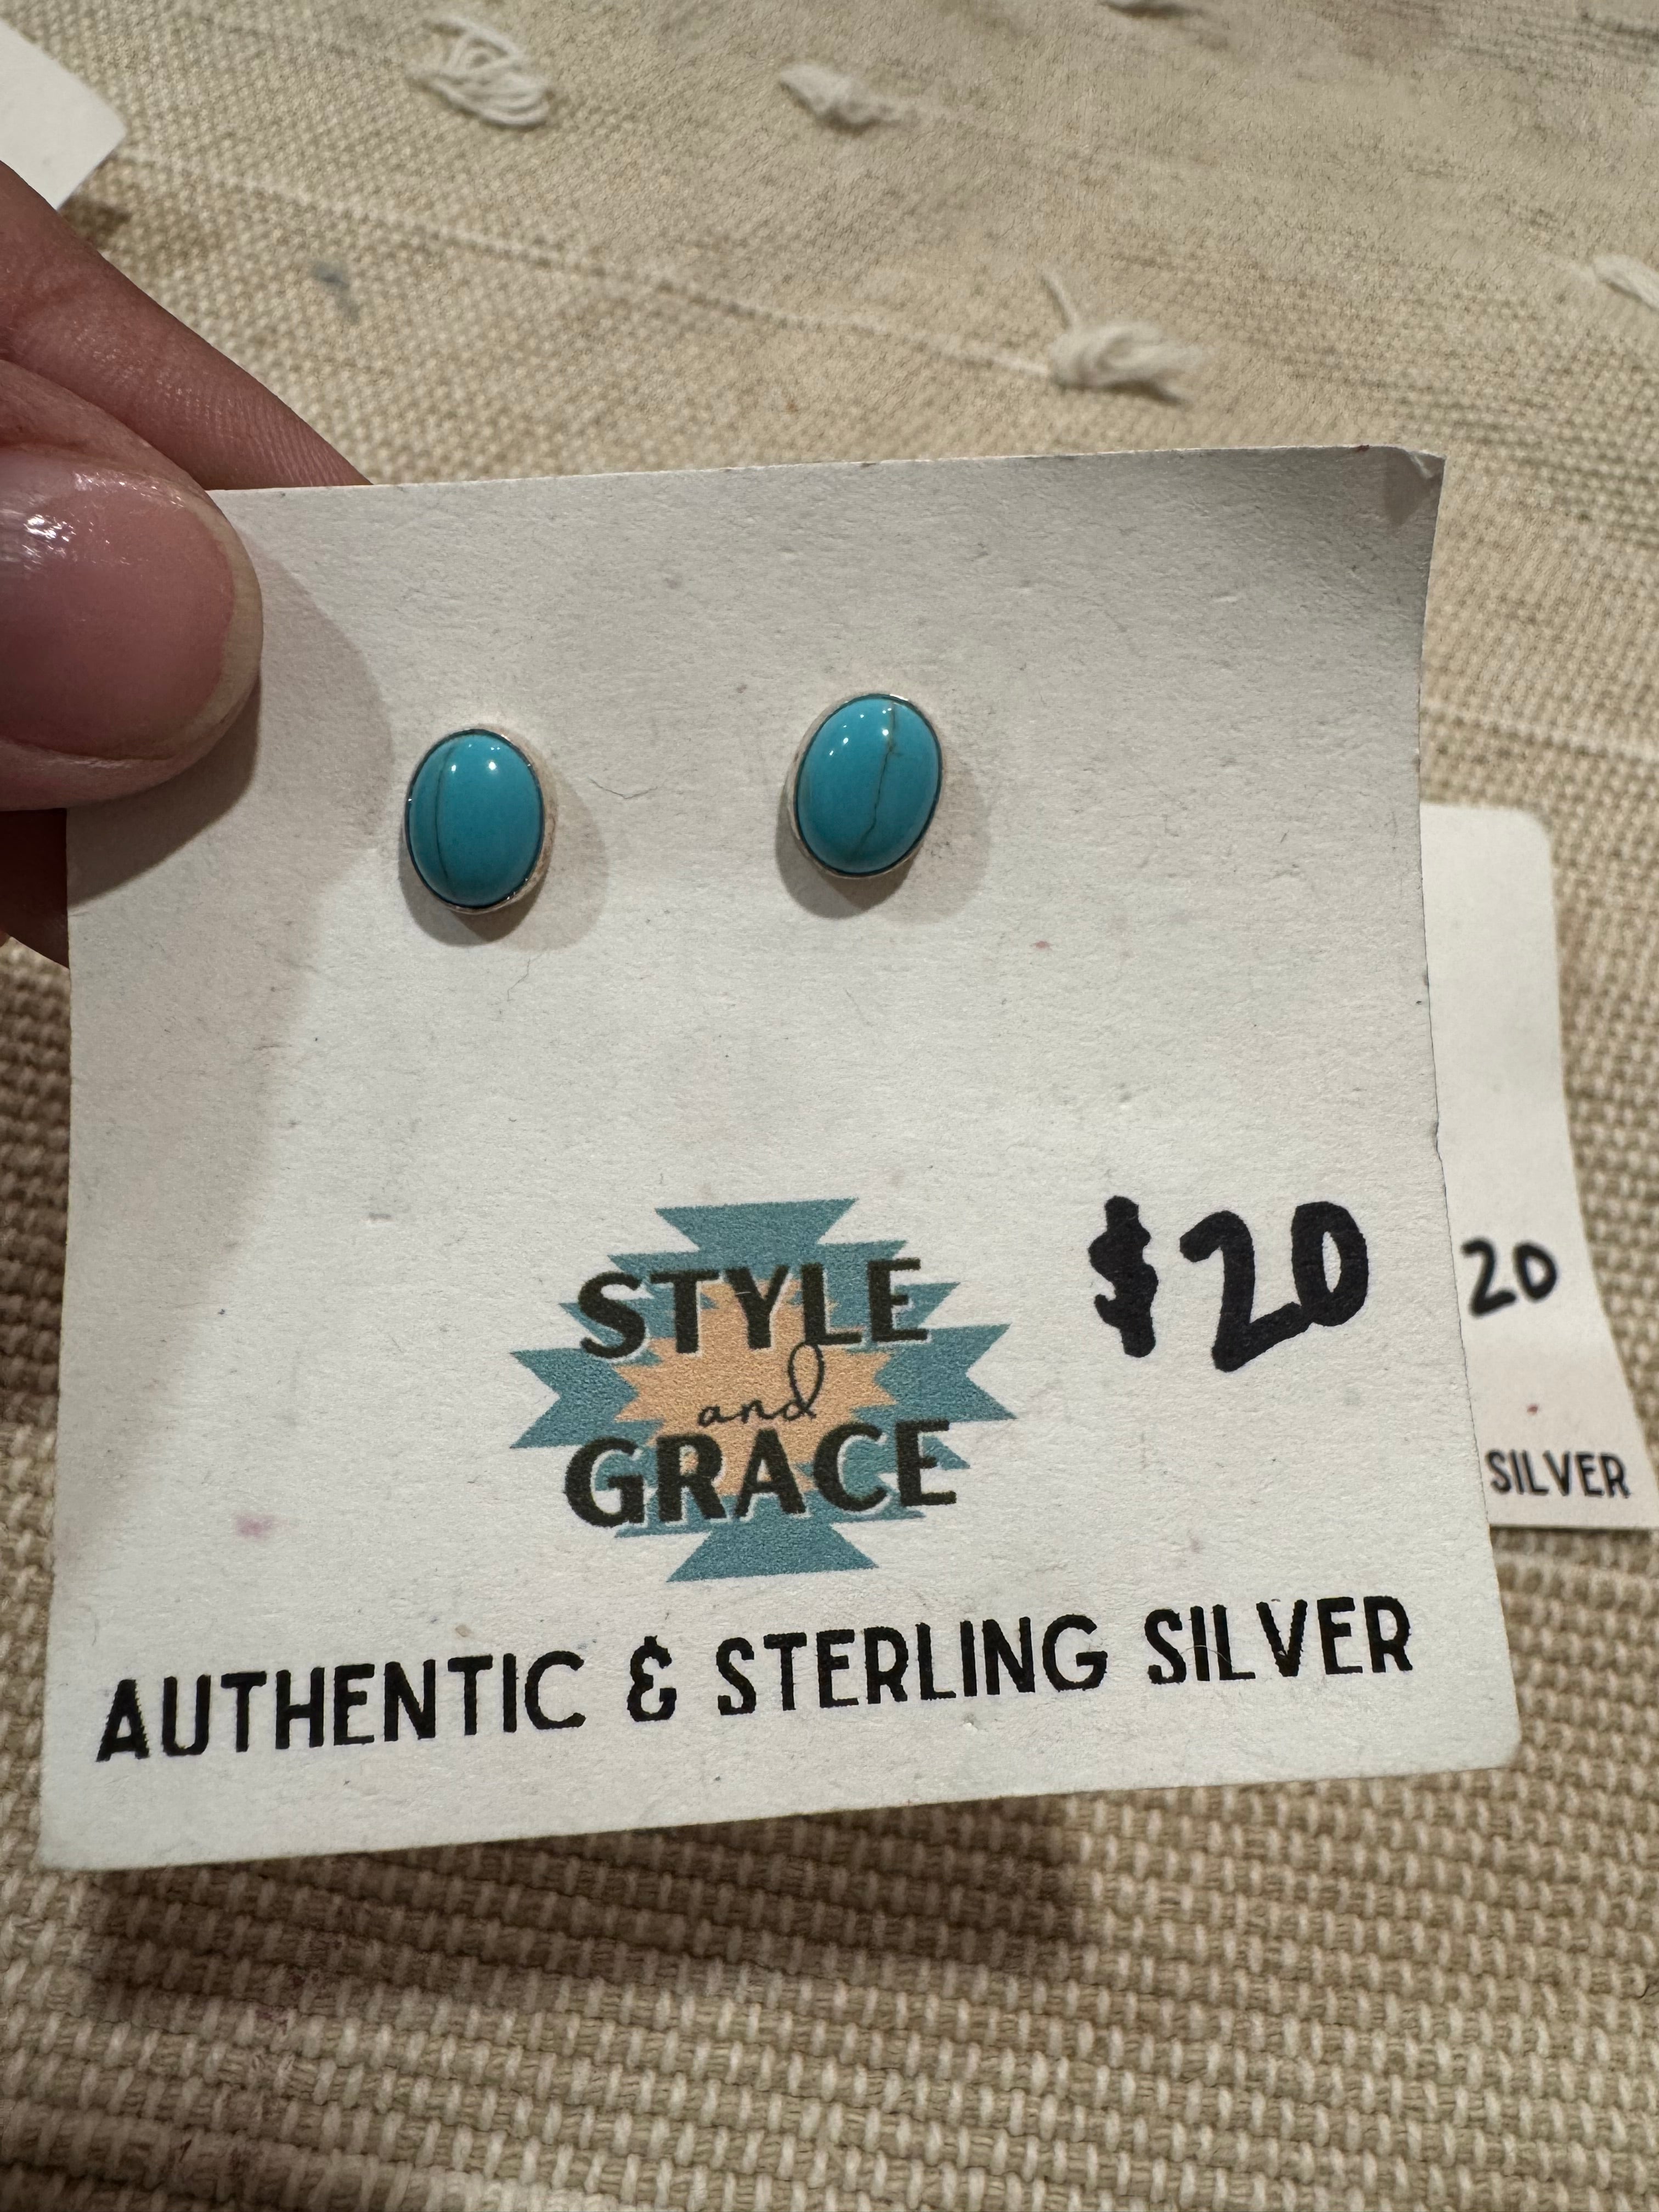 STYLE
and
GRACE
$20
AUTHENTIC & STERLING SILVER
20
SILVER